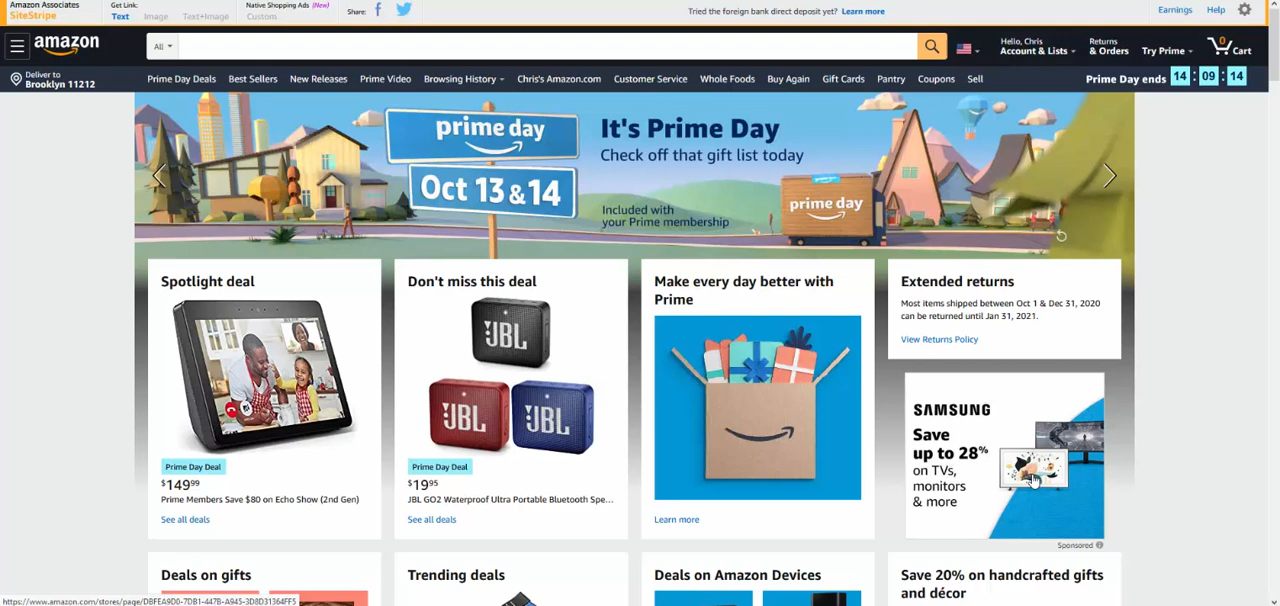 Amazon Associates
SiteStripe
Get Link:
Text Image Text+Image
Native Shopping Ads (New)
Custom
Share:
Tried the foreign bank direct deposit yet? Learn more
Earnings Help
amazon
All
Hello, Chris
Account & Lists
Returns
& Orders
Try Prime
0
Cart
Deliver to
Brooklyn 11212
Prime Day Deals Best Sellers New Releases Prime Video Browsing History Chris's Amazon.com Customer Service Whole Foods Buy Again Gift Cards Pantry Coupons Sell
Prime Day ends 14 : 09 : 14
prime day
Oct 13 & 14
It's Prime Day
Check off that gift list today
Included with
your Prime membership
prime day
Spotlight deal
Prime Day Deal
$149⁹⁹
Prime Members Save $80 on Echo Show (2nd Gen)
See all deals
Don't miss this deal
JBL
JBL
JBL
Prime Day Deal
$19⁹⁵
JBL GO2 Waterproof Ultra Portable Bluetooth Spe...
See all deals
Make every day better with
Prime
Learn more
Extended returns
Most items shipped between Oct 1 & Dec 31, 2020
can be returned until Jan 31, 2021.
View Returns Policy
SAMSUNG
Save
up to 28%
on TVs,
monitors
& more
Sponsored
Deals on gifts
Trending deals
Deals on Amazon Devices
Save 20% on handcrafted gifts
and décor
https://www.amazon.com/stores/page/DBFEA9D0-7DB1-447B-A945-3D8D31364FF5